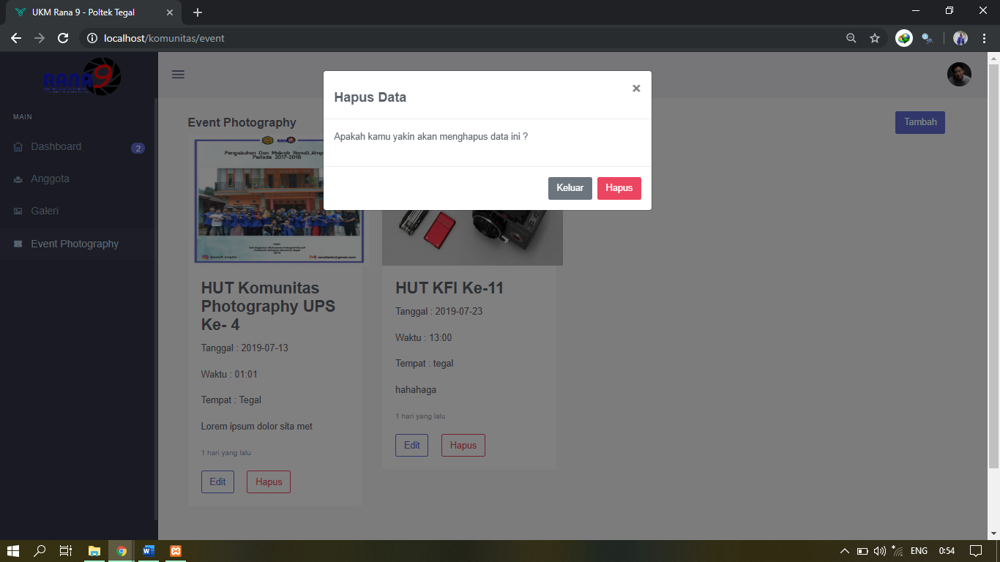 UKM Rana 9 - Poltek Tegal
localhost/komunitas/event
RANA 9
MAIN
Dashboard
2
Anggota
Galeri
Event Photography
Event Photography
Tambah
Hapus Data
×
Apakah kamu yakin akan menghapus data ini ?
Keluar
Hapus
Pengukuhan Dan Makrab Rana9_Kmphb
Periode 2017-2018
HUT Komunitas
Photography UPS
Ke- 4
Tanggal : 2019-07-13
Waktu : 01:01
Tempat : Tegal
Lorem ipsum dolor sita met
1 hari yang lalu
Edit
Hapus
HUT KFI Ke-11
Tanggal : 2019-07-23
Waktu : 13:00
Tempat : tegal
hahahaga
1 hari yang lalu
Edit
Hapus
ENG
0:54